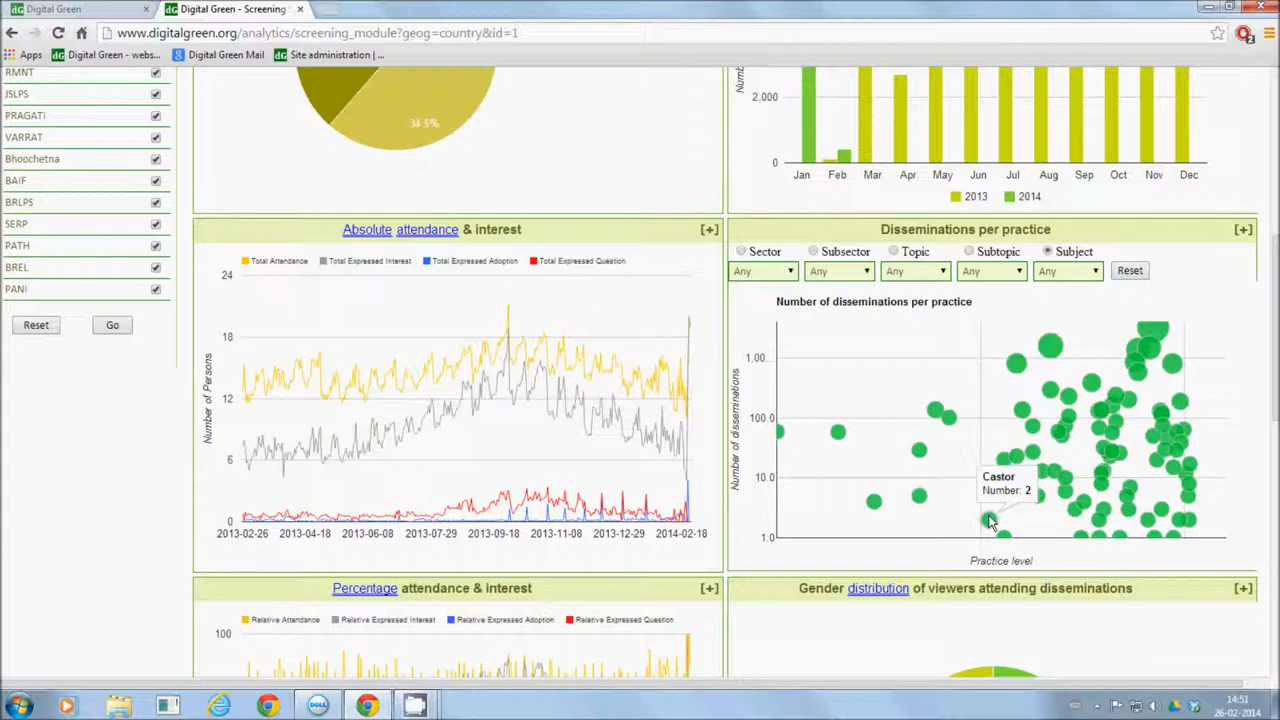 Digital Green
Digital Green - Screening
www.digitalgreen.org/analytics/screening_module?geog=country&id=1
Apps
Digital Green - webs...
Digital Green Mail
Site administration | ...
RMNT
JSLPS
PRAGATI
VARRAT
Bhoochetna
BAIF
BRLPS
SERP
PATH
BREL
PANI
Reset
Go
34.5%
2,000
0
Jan
Feb
Mar
Apr
May
Jun
Jul
Aug
Sep
Oct
Nov
Dec
2013
2014
Absolute attendance & interest
[+]
Total Attendance
Total Expressed Interest
Total Expressed Adoption
Total Expressed Question
Number of Persons
24
18
12
6
0
2013-02-26
2013-04-18
2013-06-08
2013-07-29
2013-09-18
2013-11-08
2013-12-29
2014-02-18
Disseminations per practice
[+]
Sector
Subsector
Topic
Subtopic
Subject
Any
Any
Any
Any
Any
Reset
Number of disseminations per practice
Number of disseminations
1,00...
100.0
10.0
1.0
Castor
Number: 2
Practice level
Percentage attendance & interest
[+]
Relative Attendance
Relative Expressed Interest
Relative Expressed Adoption
Relative Expressed Question
100
Gender distribution of viewers attending disseminations
[+]
14:51
26-02-2014